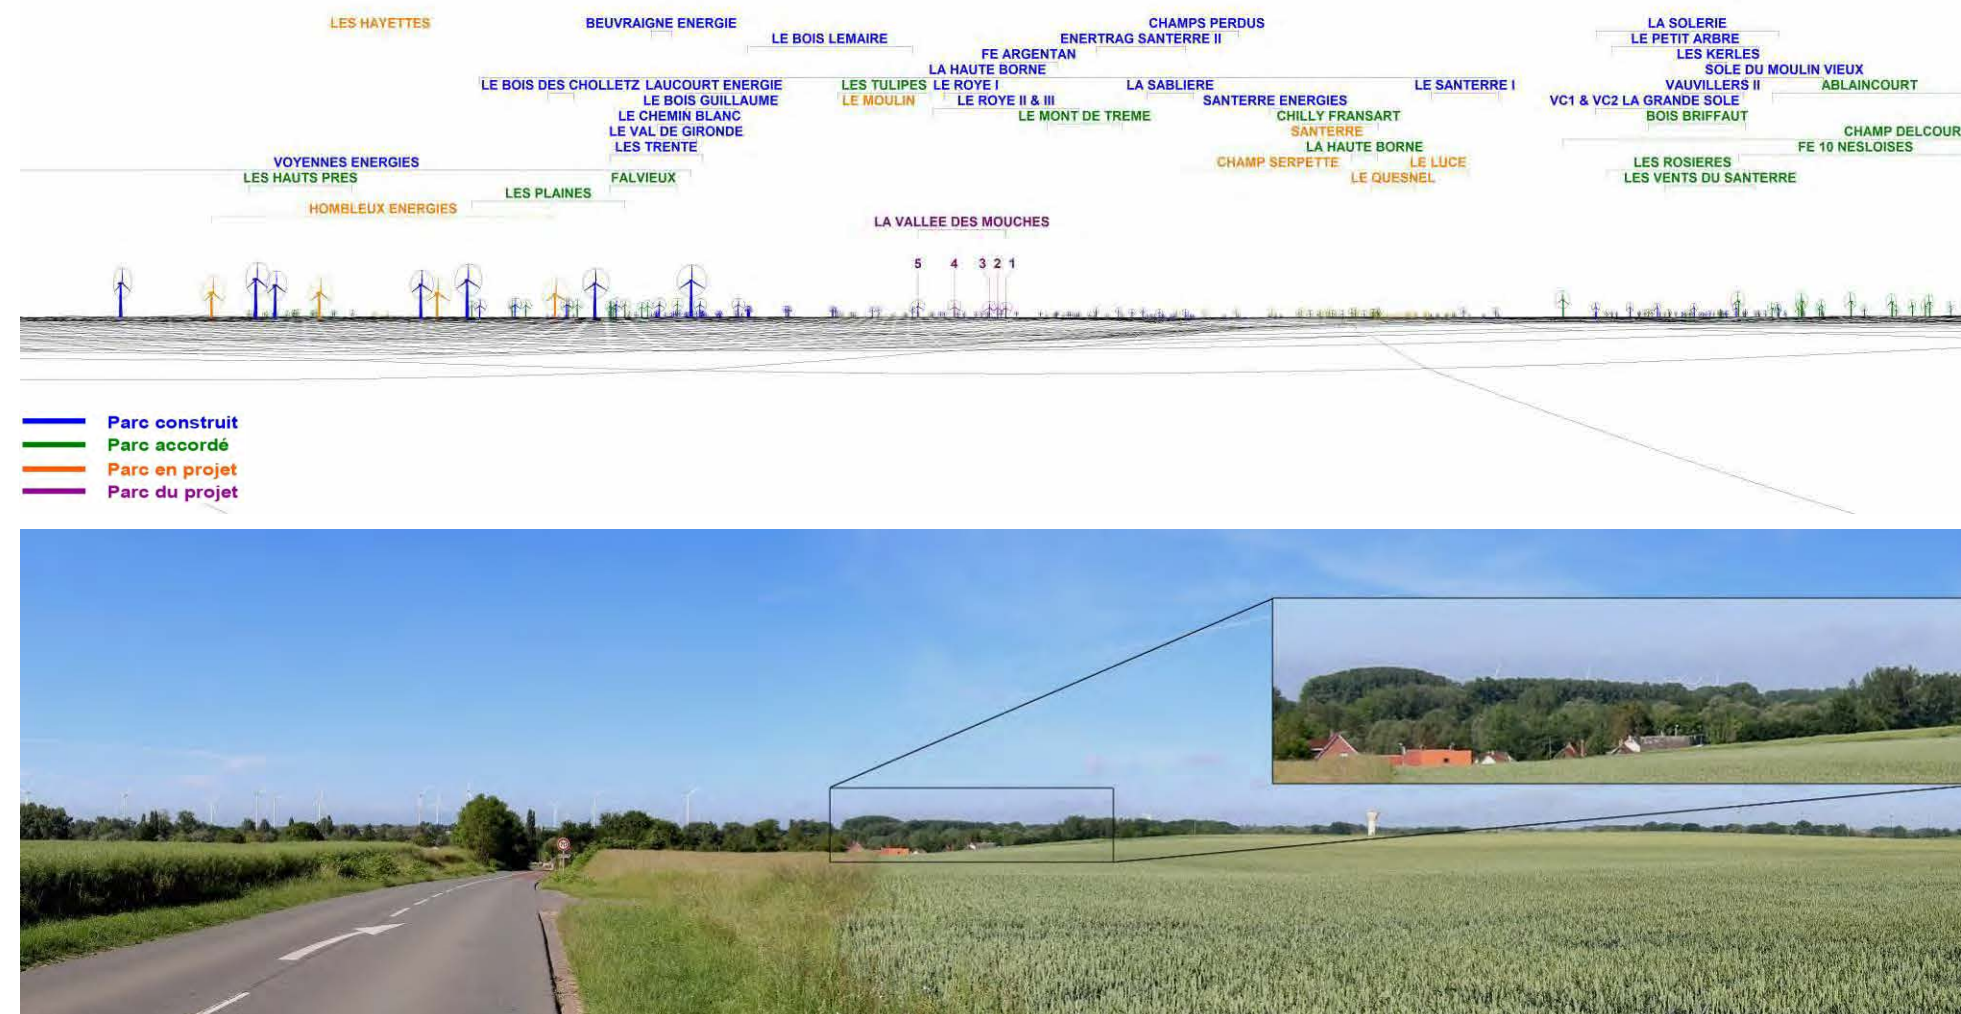 LES HAYETTES BEUVRAIGNE ENERGIE CHAMPS PERDUS LA SOLERIE
LE BOIS LEMAIRE ENERTRAG SANTERRE II LE PETIT ARBRE
FE ARGENTAN LES KERLES
LA HAUTE BORNE SOLE DU MOULIN VIEUX
LE BOIS DES CHOLLETZ LAUCOURT ENERGIE LES TULIPES LE ROYE I LA SABLIERE LE SANTERRE I VAUVILLERS II ABLAINCOURT
LE BOIS GUILLAUME LE MOULIN LE ROYE II & III SANTERRE ENERGIES VC1 & VC2 LA GRANDE SOLE
LE CHEMIN BLANC LE MONT DE TREME CHILLY FRANSART BOIS BRIFFAUT
LE VAL DE GIRONDE SANTERRE CHAMP DELCOUR
LES TRENTE LA HAUTE BORNE FE 10 NESLOISES
VOYENNES ENERGIES CHAMP SERPETTE LE LUCE LES ROSIERES
LES HAUTS PRES FALVIEUX LE QUESNEL LES VENTS DU SANTERRE
LES PLAINES
HOMBLEUX ENERGIES
LA VALLEE DES MOUCHES
5 4 3 2 1
Parc construit
Parc accordé
Parc en projet
Parc du projet